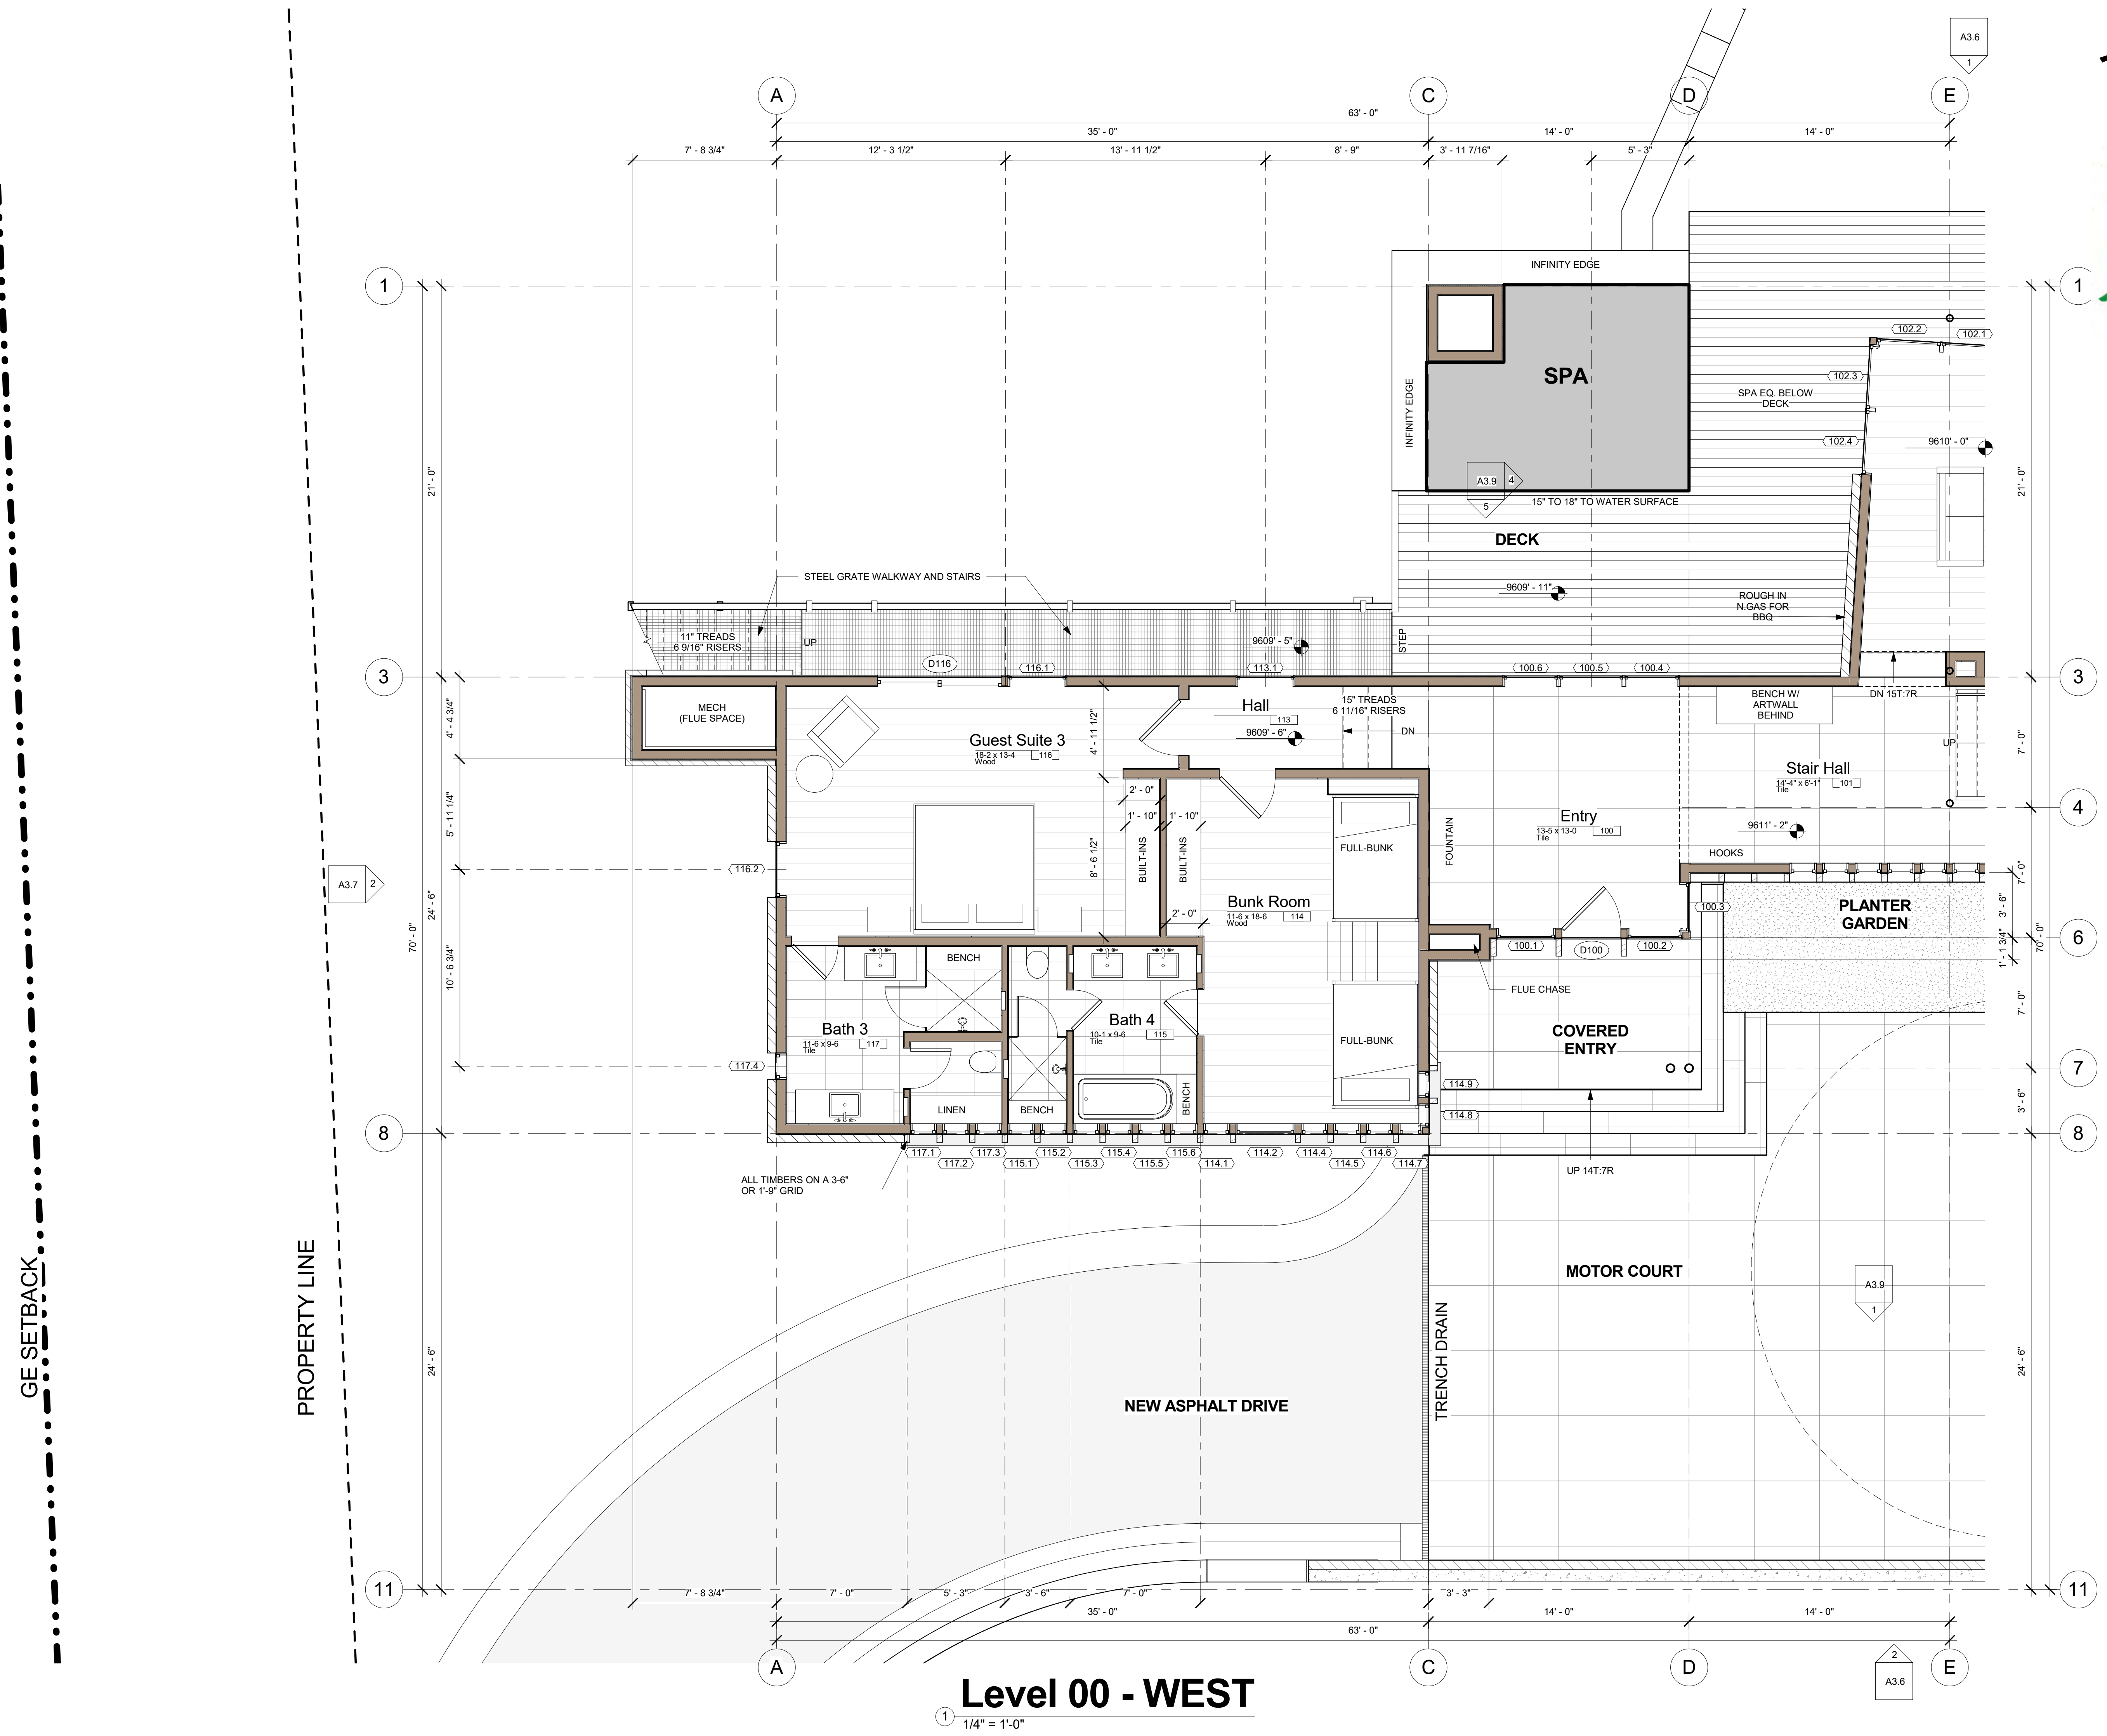 A3.6
1
A
C
D
E
63' - 0"
35' - 0"
14' - 0"
14' - 0"
7' - 8 3/4"
12' - 3 1/2"
13' - 11 1/2"
8' - 9"
3' - 11 7/16"
5' - 3"
INFINITY EDGE
1
1
102.2
102.1
SPA
102.3
INFINITY EDGE
SPA EQ. BELOW
DECK
102.4
9610' - 0"
21' - 0"
21' - 0"
A3.9
4
5
15" TO 18" TO WATER SURFACE
DECK
STEEL GRATE WALKWAY AND STAIRS
9609' - 11"
ROUGH IN
N.GAS FOR
BBQ
11" TREADS
6 9/16" RISERS
UP
9609' - 5"
STEP
D116
116.1
113.1
100.6
100.5
100.4
3
3
MECH
(FLUE SPACE)
4' - 4 3/4"
4' - 11 1/2"
Hall
113
9609' - 6"
15" TREADS
6 11/16" RISERS
DN
BENCH W/
ARTWALL
BEHIND
DN 15T:7R
Guest Suite 3
18-2 x 13-4
116
Wood
UP
7' - 0"
Stair Hall
14'-4" x 6'-1"
101
Tile
2' - 0"
1' - 10"
1' - 10"
4
5' - 11 1/4"
8' - 6 1/2"
BUILT-INS
BUILT-INS
FULL-BUNK
FOUNTAIN
Entry
13-5 x 13-0
100
Tile
9611' - 2"
HOOKS
116.2
A3.7
2
7' - 0"
3' - 6"
24' - 6"
70' - 0"
Bunk Room
11-6 x 18-6
114
Wood
2' - 0"
100.3
PLANTER
GARDEN
6
100.1
D100
100.2
1' - 1 3/4"
70' - 0"
BENCH
10' - 6 3/4"
FLUE CHASE
7' - 0"
Bath 3
11-6 x 9-6
117
Tile
Bath 4
10-1 x 9-6
115
Tile
FULL-BUNK
COVERED
ENTRY
117.4
7
114.9
LINEN
BENCH
BENCH
114.8
3' - 6"
8
8
117.1
117.3
115.2
115.4
115.6
114.2
114.4
114.6
117.2
115.1
115.3
115.5
114.1
114.5
114.7
UP 14T:7R
ALL TIMBERS ON A 3-6"
OR 1'-9" GRID
GE SETBACK
PROPERTY LINE
MOTOR COURT
A3.9
1
TRENCH DRAIN
24' - 6"
24' - 6"
NEW ASPHALT DRIVE
11
11
7' - 8 3/4"
7' - 0"
5' - 3"
3' - 6"
7' - 0"
3' - 3"
35' - 0"
14' - 0"
14' - 0"
63' - 0"
A
C
D
E
2
A3.6
Level 00 - WEST
1
1/4" = 1'-0"